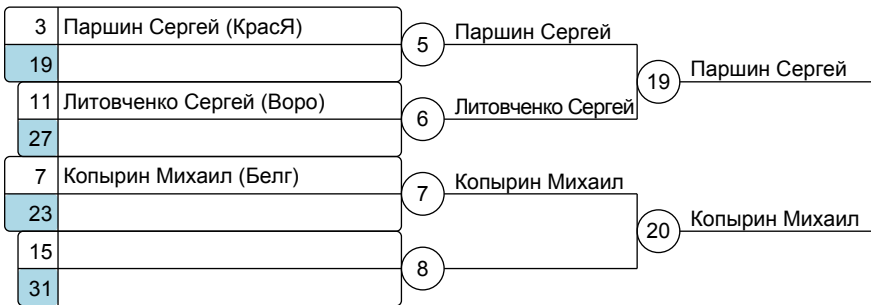 3 Паршин Сергей (КрасЯ)
19
11 Литовченко Сергей (Воро)
27
7 Копырин Михаил (Белг)
23
15
31
5 Паршин Сергей
6 Литовченко Сергей
7 Копырин Михаил
8
19 Паршин Сергей
20 Копырин Михаил